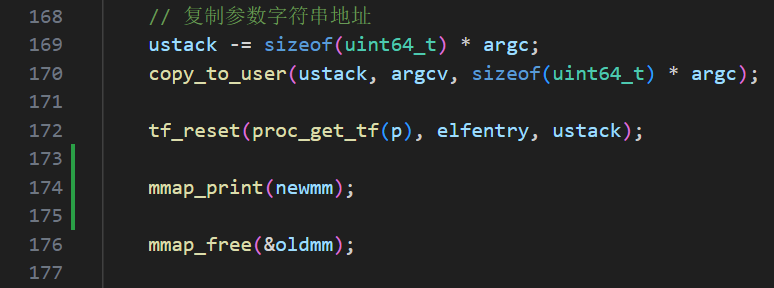 168 // 复制参数字符串地址
169 ustack -= sizeof(uint64_t) * argc;
170 copy_to_user(ustack, argcv, sizeof(uint64_t) * argc);
171
172 tf_reset(proc_get_tf(p), elfentry, ustack);
173
174 mmap_print(newmm);
175
176 mmap_free(&oldmm);
177